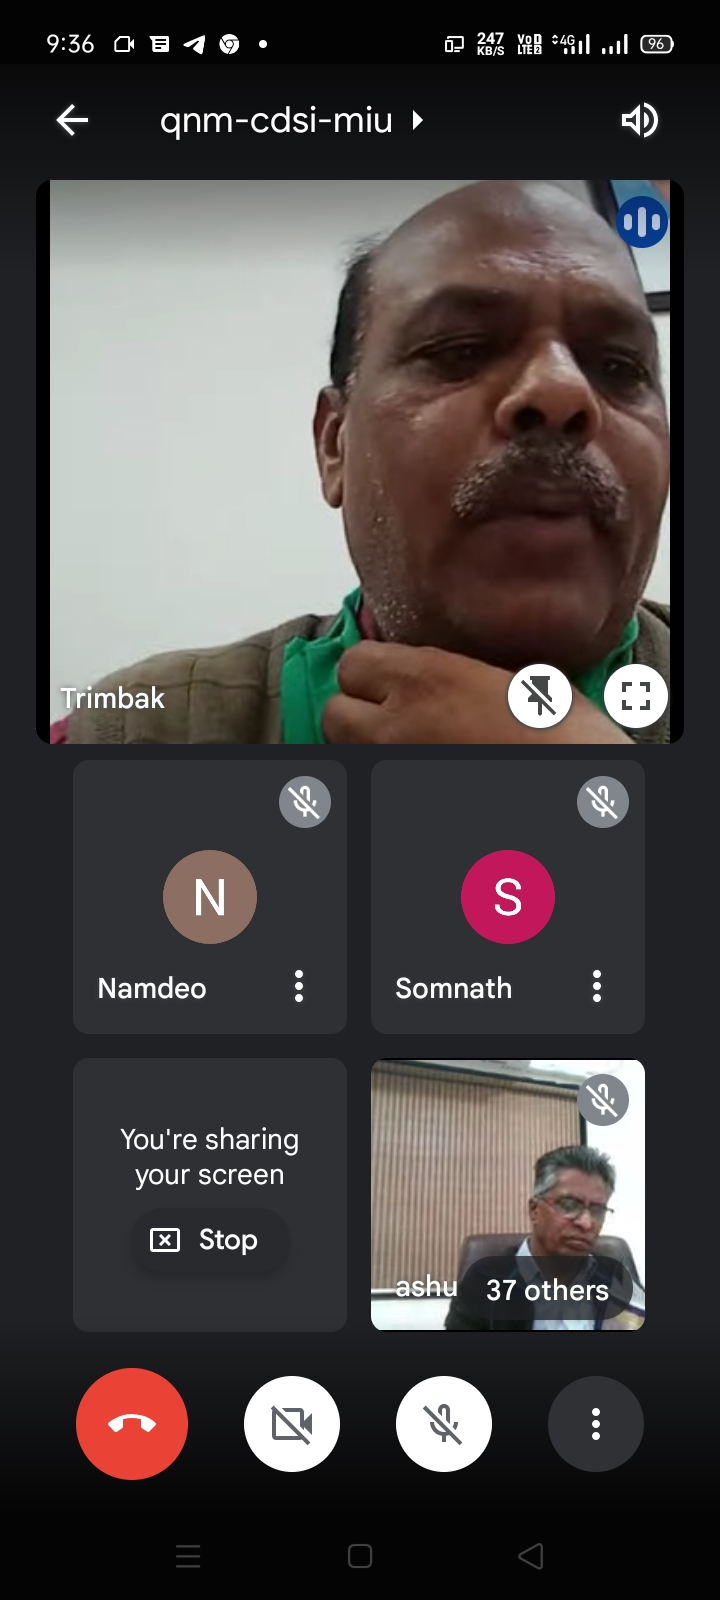 9:36 247 KB/S VoD LTE2 4G 96
qnm-cdsi-miu
Trimbak
N
S
Namdeo
Somnath
You're sharing
your screen
Stop
ashu
37 others